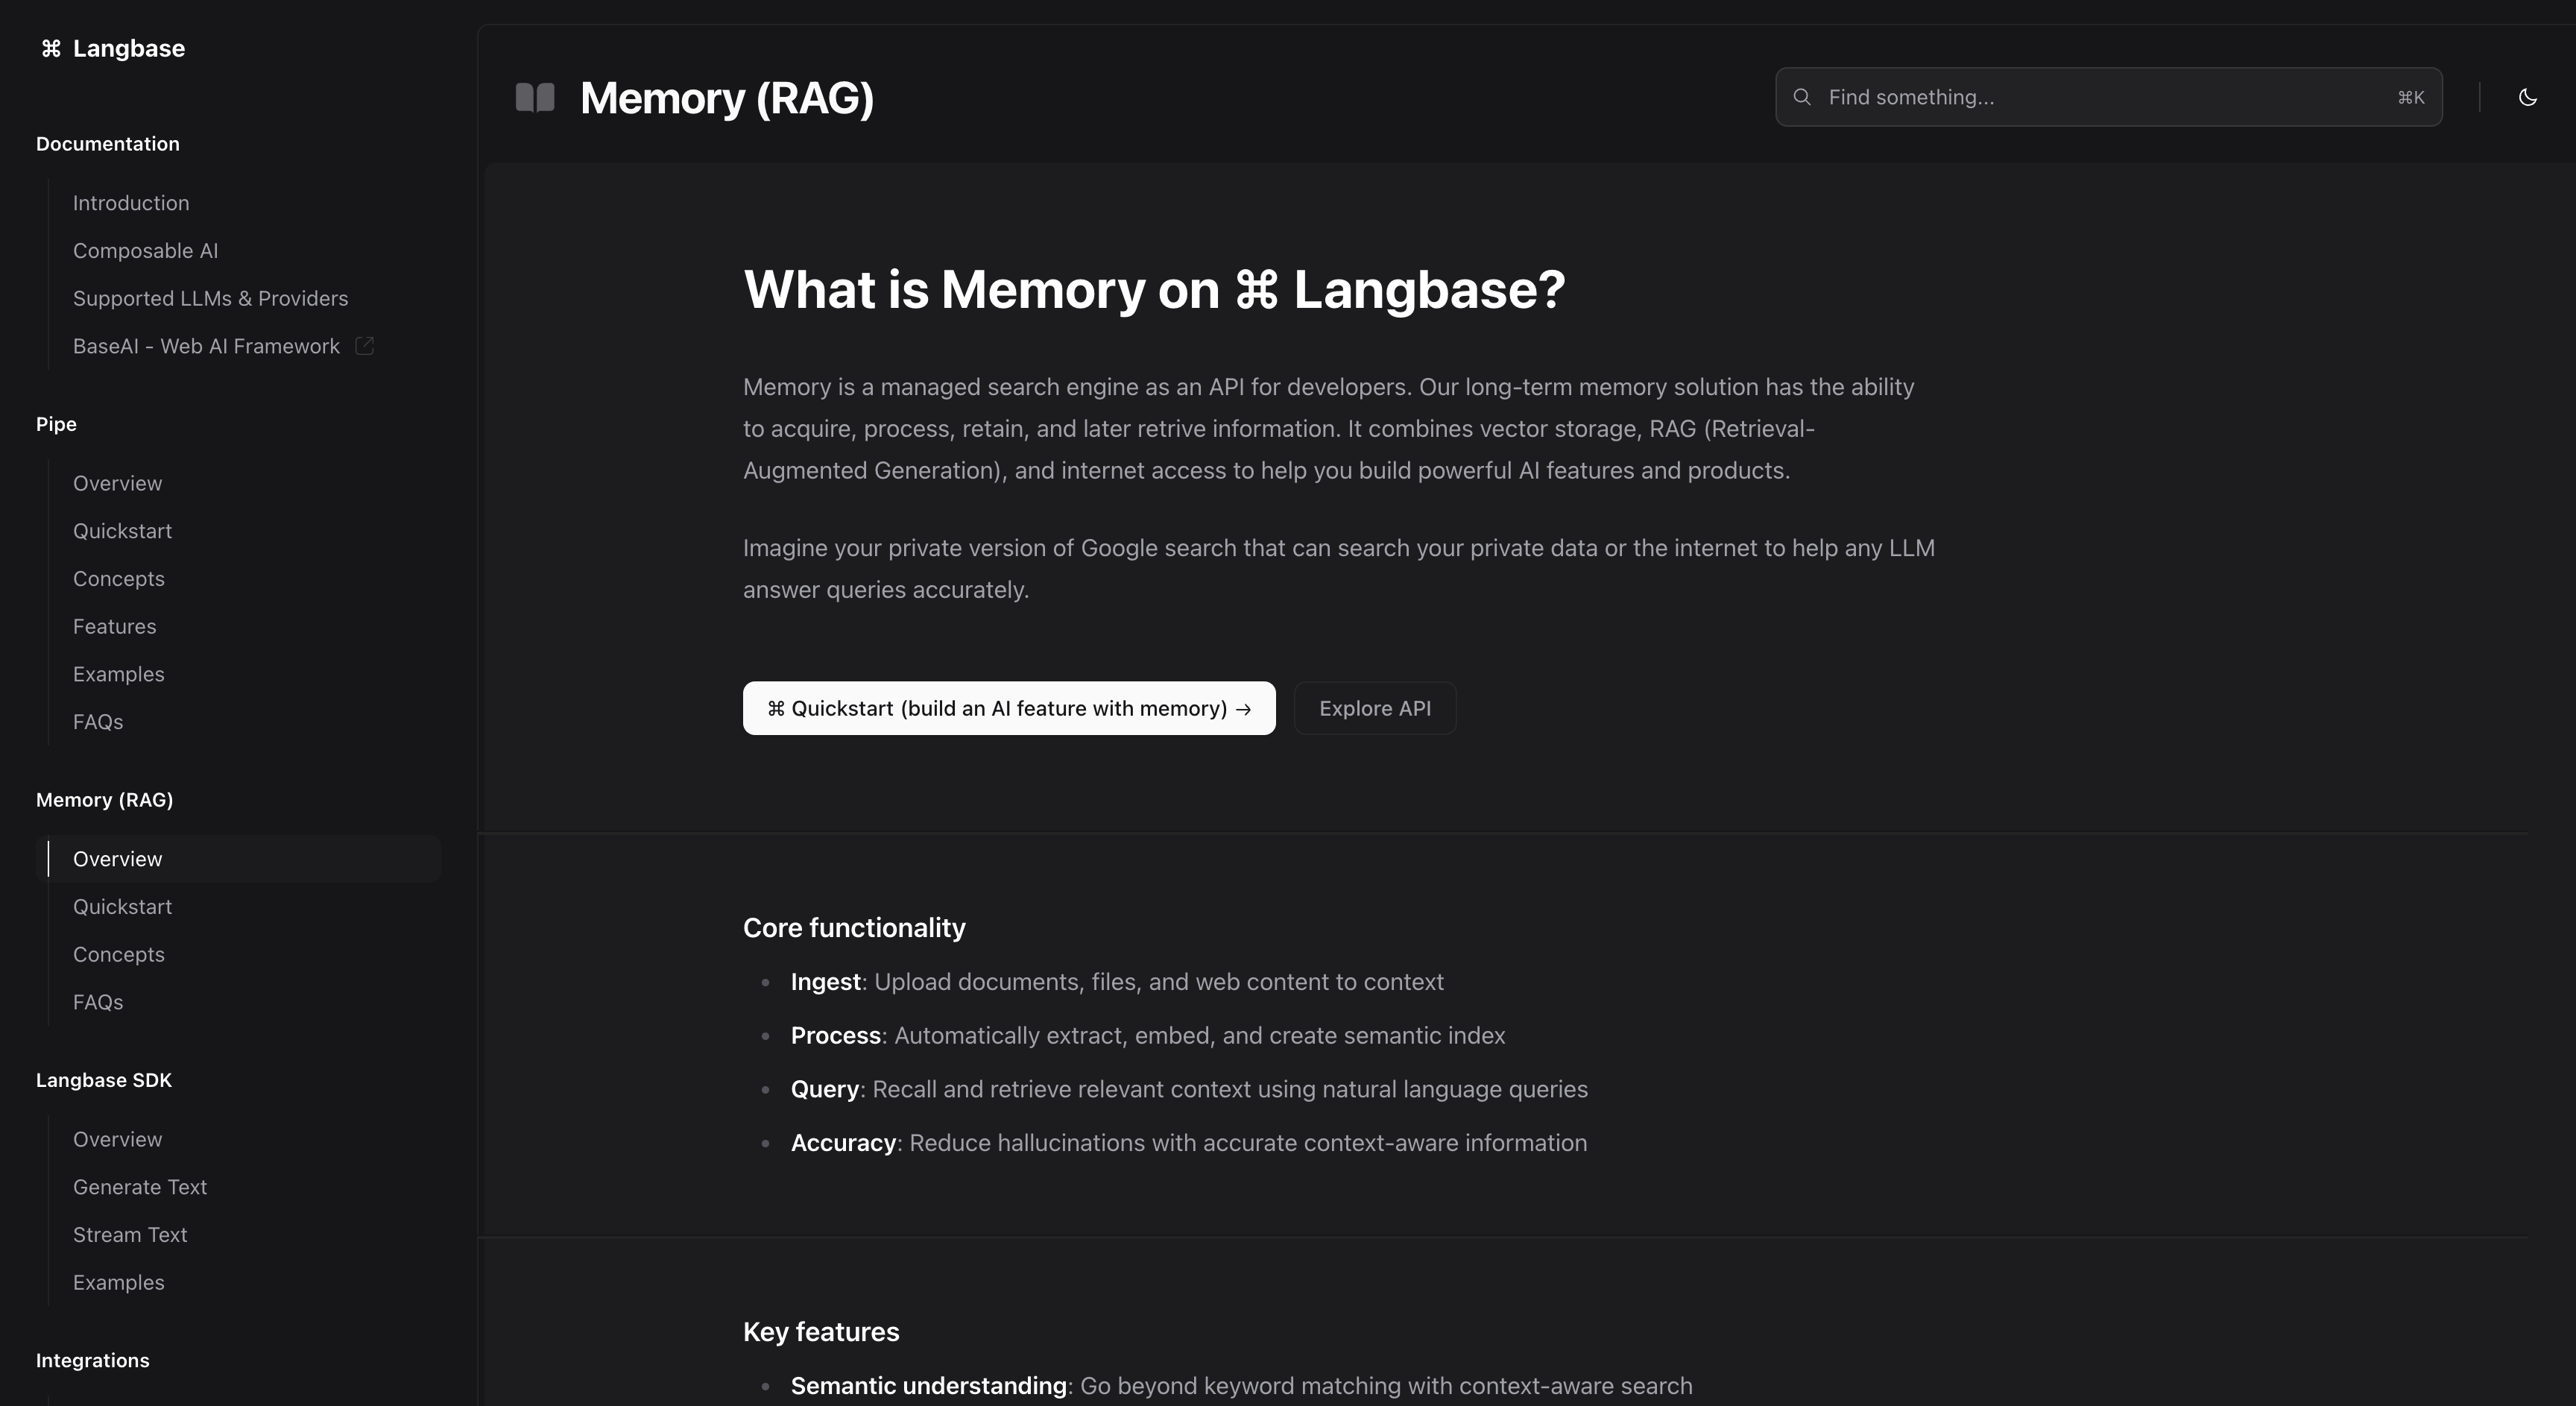 ⌘ Langbase
Documentation
Introduction
Composable AI
Supported LLMs & Providers
BaseAI - Web AI Framework
Pipe
Overview
Quickstart
Concepts
Features
Examples
FAQs
Memory (RAG)
Overview
Quickstart
Concepts
FAQs
Langbase SDK
Overview
Generate Text
Stream Text
Examples
Integrations
Memory (RAG)
Find something...
⌘K
What is Memory on ⌘ Langbase?
Memory is a managed search engine as an API for developers. Our long-term memory solution has the ability
to acquire, process, retain, and later retrive information. It combines vector storage, RAG (Retrieval-
Augmented Generation), and internet access to help you build powerful AI features and products.
Imagine your private version of Google search that can search your private data or the internet to help any LLM
answer queries accurately.
⌘ Quickstart (build an AI feature with memory) →
Explore API
Core functionality
• Ingest: Upload documents, files, and web content to context
• Process: Automatically extract, embed, and create semantic index
• Query: Recall and retrieve relevant context using natural language queries
• Accuracy: Reduce hallucinations with accurate context-aware information
Key features
• Semantic understanding: Go beyond keyword matching with context-aware search